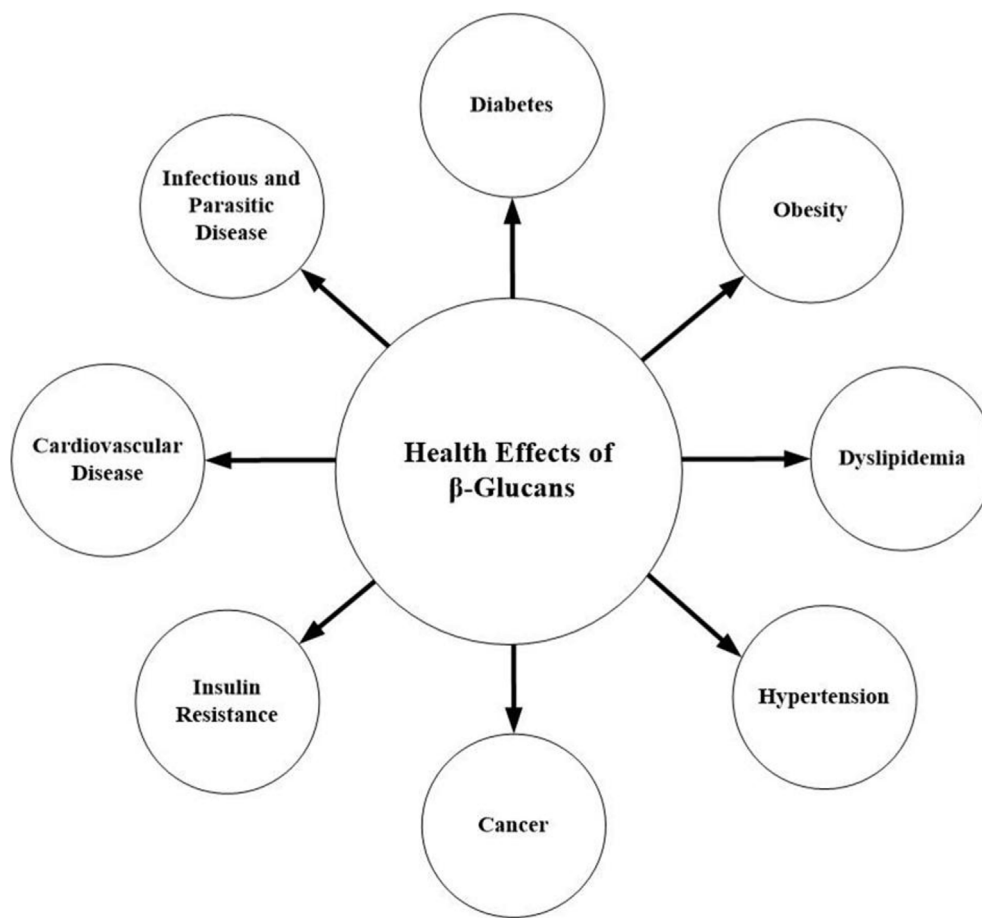 Diabetes
Infectious and
Parasitic
Disease
Obesity
Cardiovascular
Disease
Health Effects of
β-Glucans
Dyslipidemia
Insulin
Resistance
Hypertension
Cancer